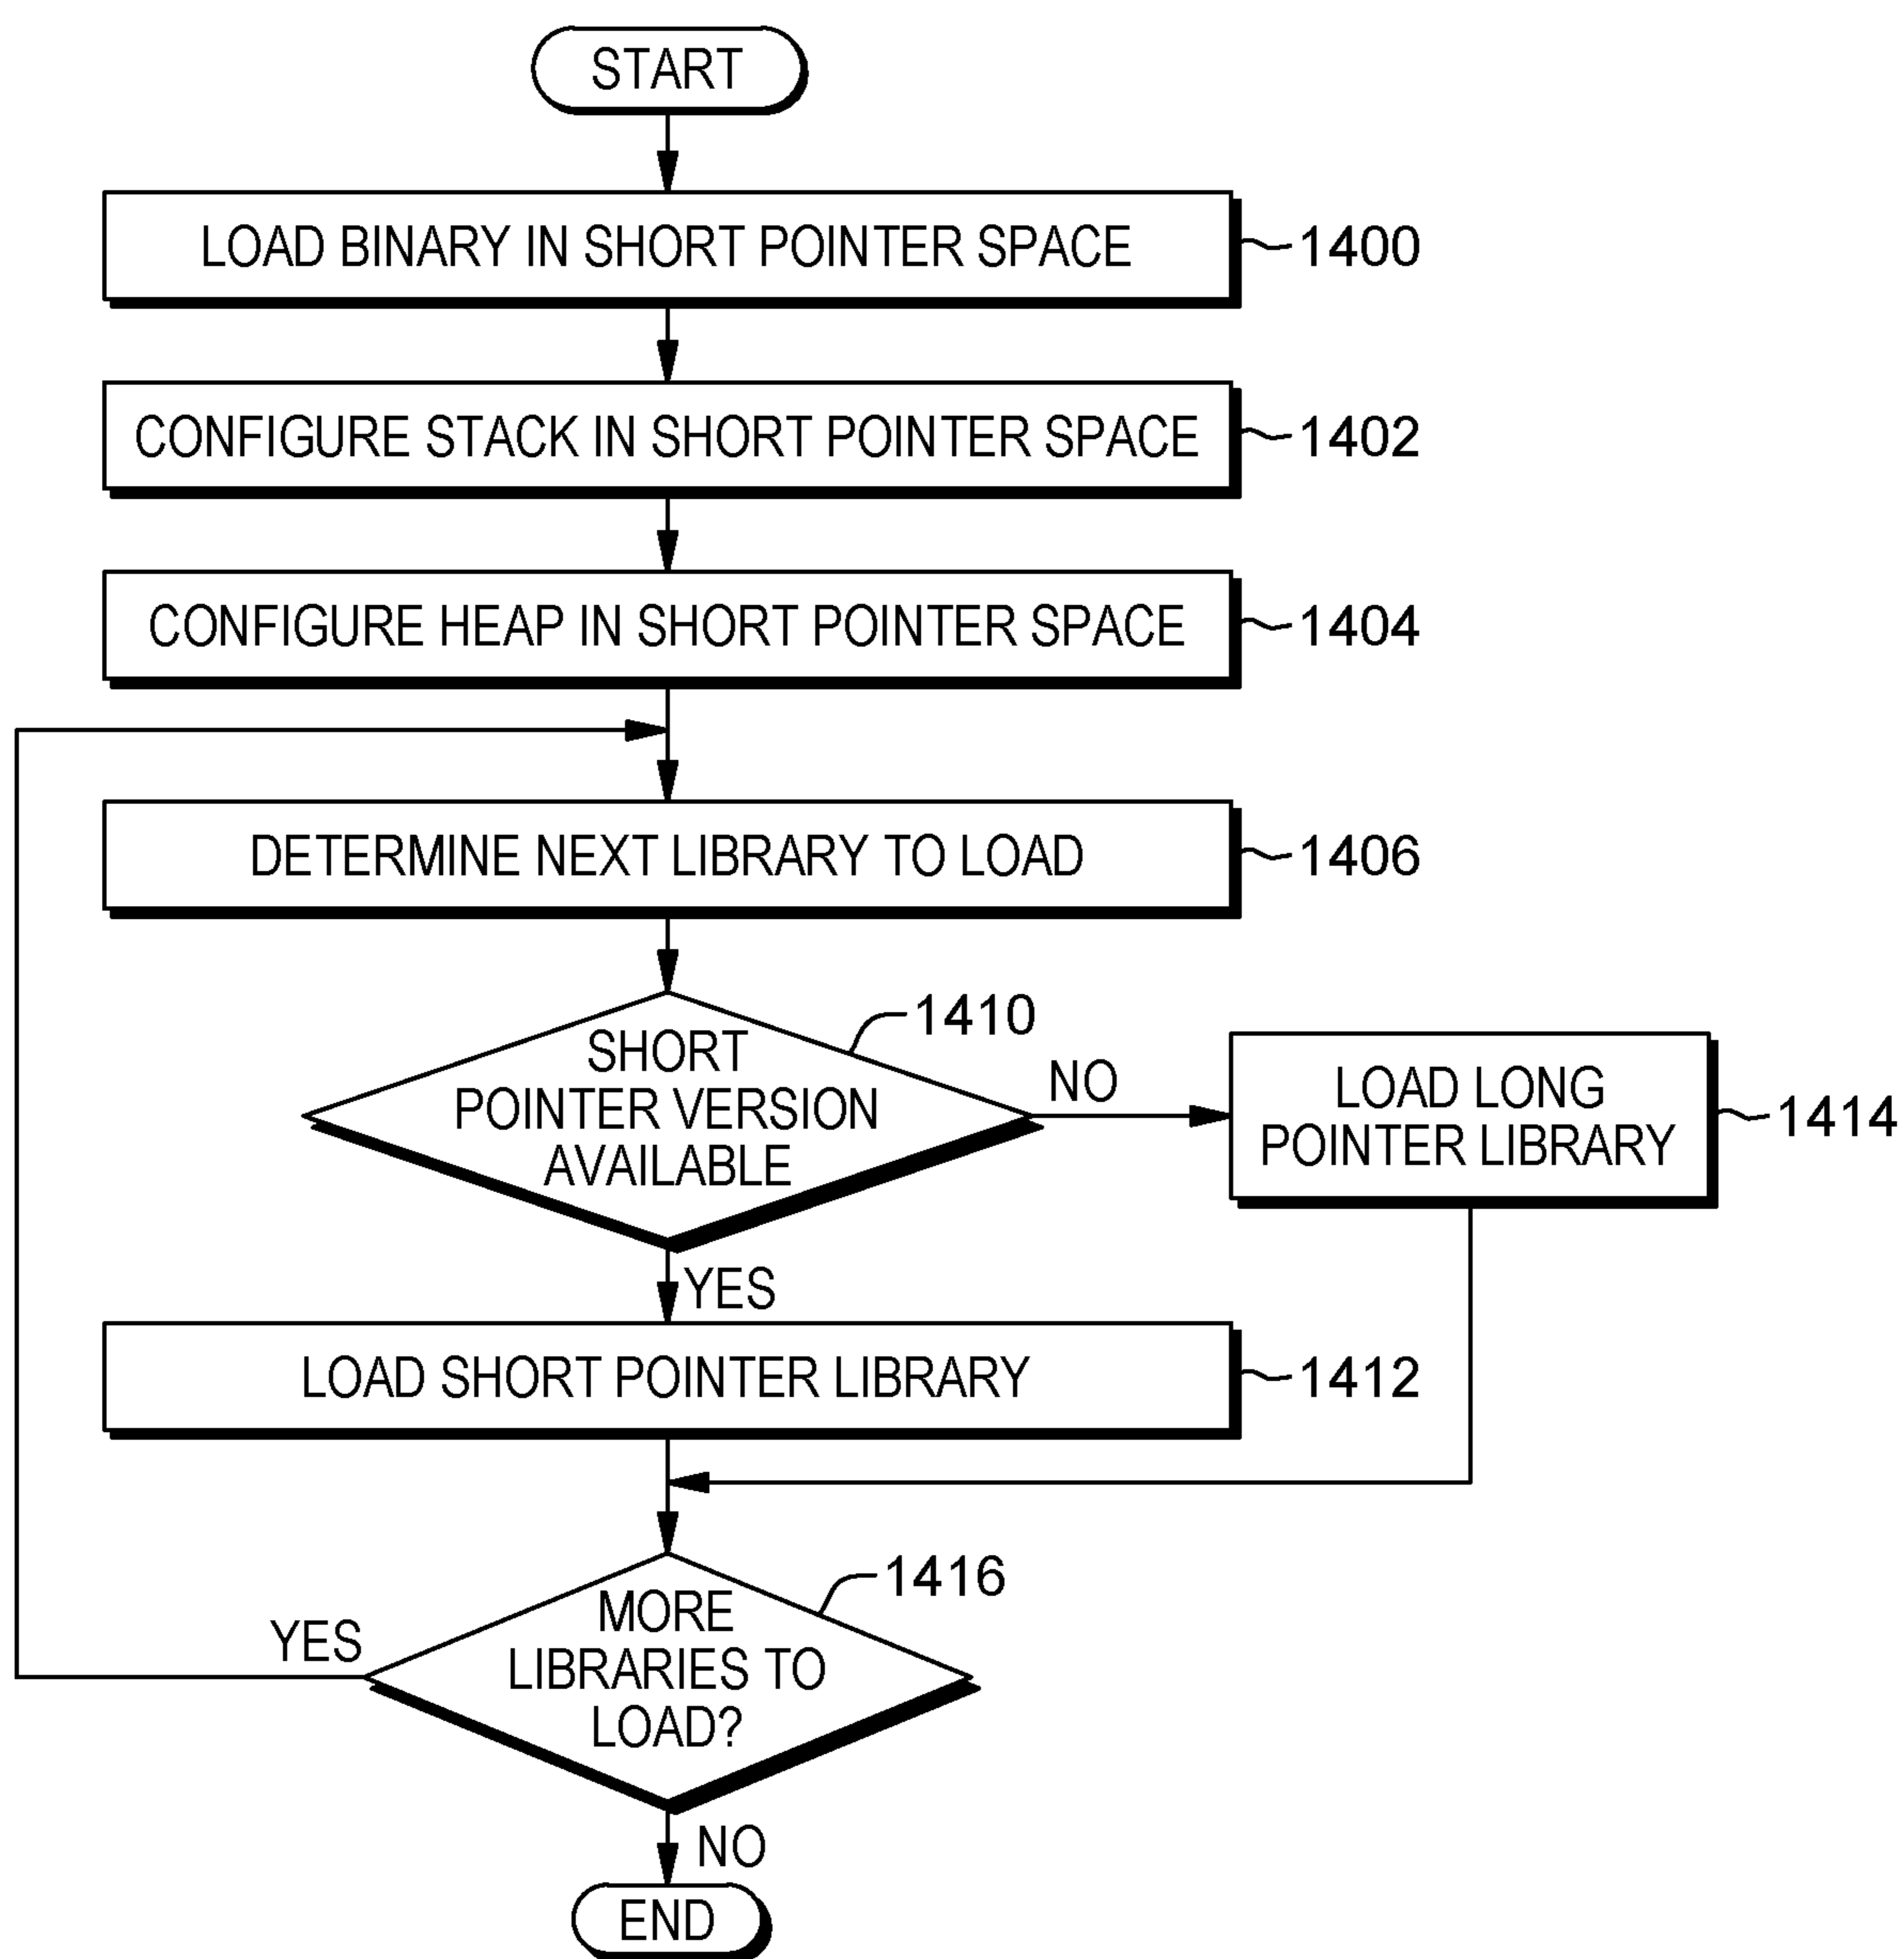 START
LOAD BINARY IN SHORT POINTER SPACE
1400
CONFIGURE STACK IN SHORT POINTER SPACE
1402
CONFIGURE HEAP IN SHORT POINTER SPACE
1404
DETERMINE NEXT LIBRARY TO LOAD
1406
1410
SHORT
POINTER VERSION
AVAILABLE
NO
LOAD LONG
POINTER LIBRARY
1414
YES
LOAD SHORT POINTER LIBRARY
1412
1416
MORE
LIBRARIES TO
LOAD?
YES
NO
END